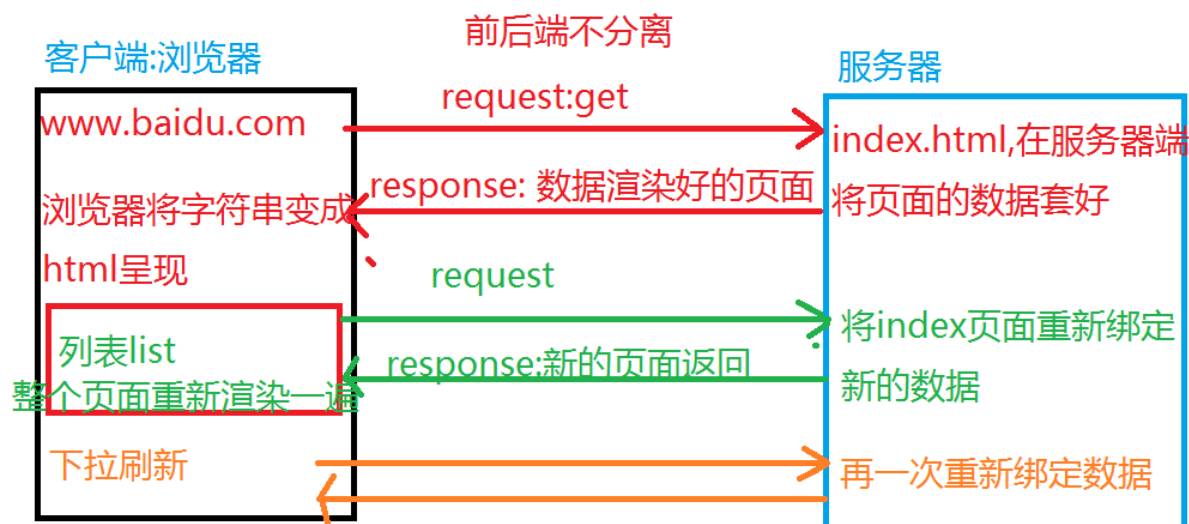 前后端不分离
客户端:浏览器
服务器
request:get
www.baidu.com
index.html,在服务器端
response: 数据渲染好的页面
将页面的数据套好
浏览器将字符串变成
html呈现
request
将index页面重新绑定
列表list
response:新的页面返回
新的数据
整个页面重新渲染一遍
下拉刷新
再一次重新绑定数据